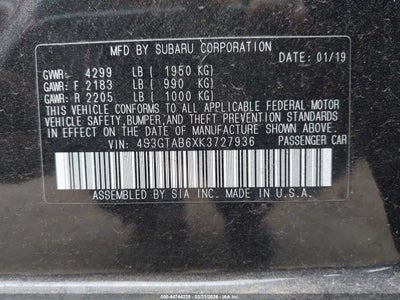 MFD BY SUBARU CORPORATION
DATE: 01/19
GVWR: 4299 LB ( 1950 KG)
GAWR: F 2183 LB ( 990 KG)
GAWR: R 2205 LB ( 1000 KG)
THIS VEHICLE CONFORMS TO ALL APPLICABLE FEDERAL MOTOR
VEHICLE SAFETY, BUMPER, AND THEFT PREVENTION STANDARDS
IN EFFECT ON THE DATE OF MANUFACTURE SHOWN ABOVE.
VIN: 4S3GTAB6XK3727936 PASSENGER CAR
ASSEMBLED BY SIA INC. MADE IN U.S.A.